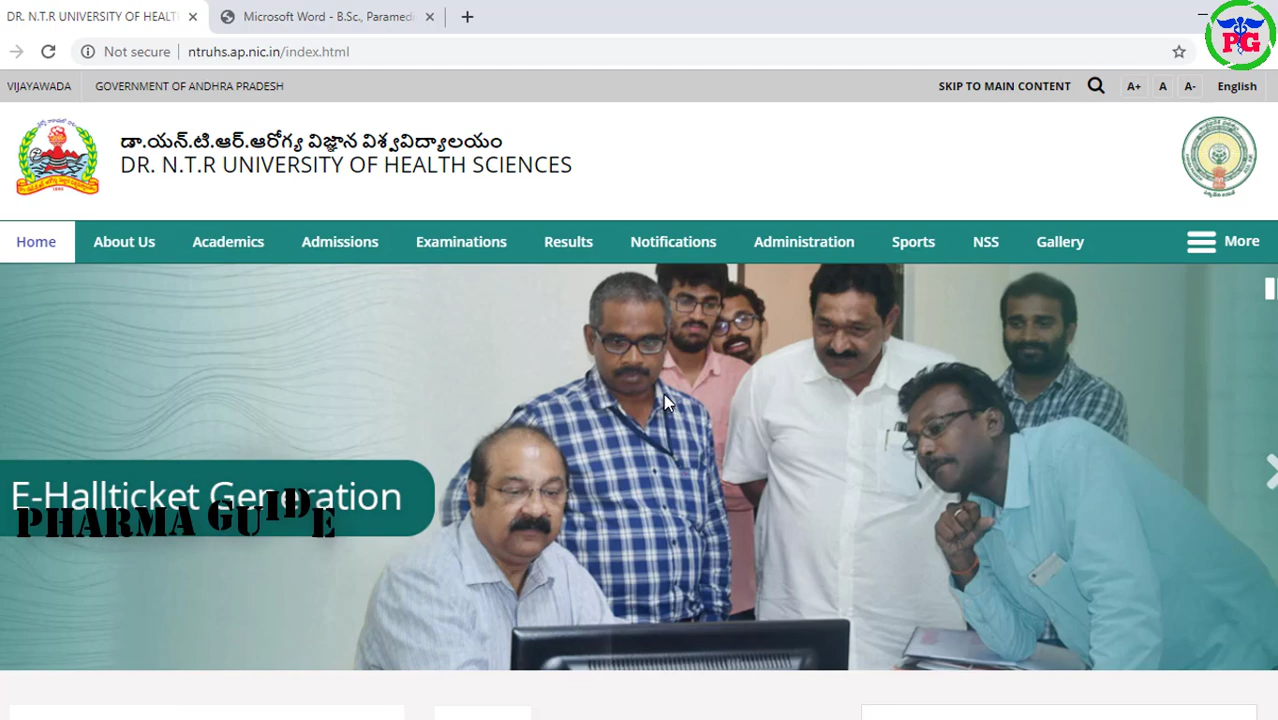 DR. N.T.R UNIVERSITY OF HEALT
Microsoft Word - B.Sc., Paramed
PG
Not secure
ntruhs.ap.nic.in/index.html
VIJAYAWADA
GOVERNMENT OF ANDHRA PRADESH
SKIP TO MAIN CONTENT
A+
A
A-
English
డా.యన్.టి.ఆర్.ఆరోగ్య విజ్ఞాన విశ్వవిద్యాలయం
DR. N.T.R UNIVERSITY OF HEALTH SCIENCES
Home
About Us
Academics
Admissions
Examinations
Results
Notifications
Administration
Sports
NSS
Gallery
More
E-Hallticket Generation
PHARMA GUIDE